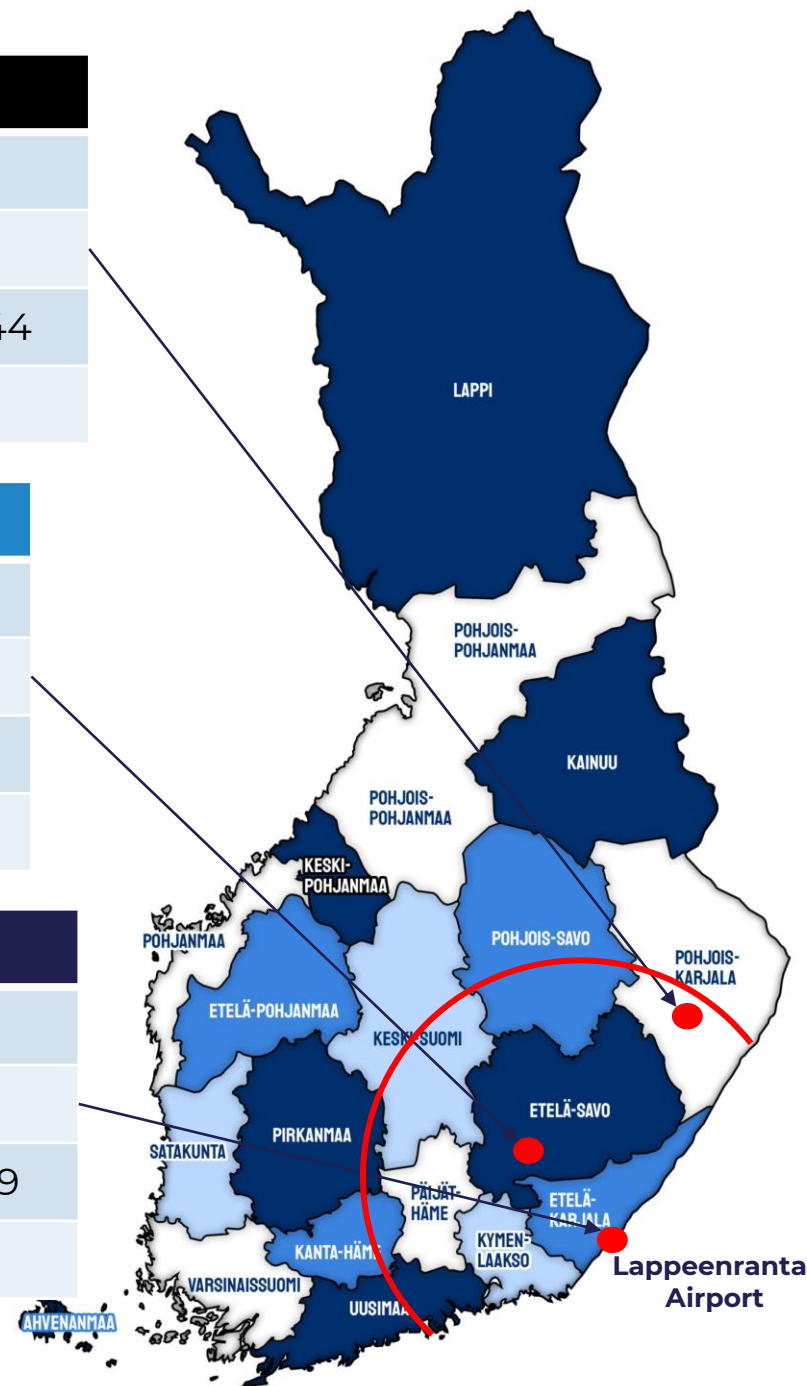 44
9
LAPPI
POHJOIS-
POHJANMAA
KAINUU
POHJOIS-
POHJANMAA
KESKI-
POHJANMAA
POHJANMAA
POHJOIS-SAVO
POHJOIS-
KARJALA
ETELÄ-POHJANMAA
KESKI-SUOMI
ETELÄ-SAVO
PIRKANMAA
SATAKUNTA
PÄIJÄT-
HÄME
ETELÄ-
KARJALA
KYMEN-
LAAKSO
KANTA-HÄME
VARSINAISSUOMI
UUSIMAA
AHVENANMAA
Lappeenranta
Airport